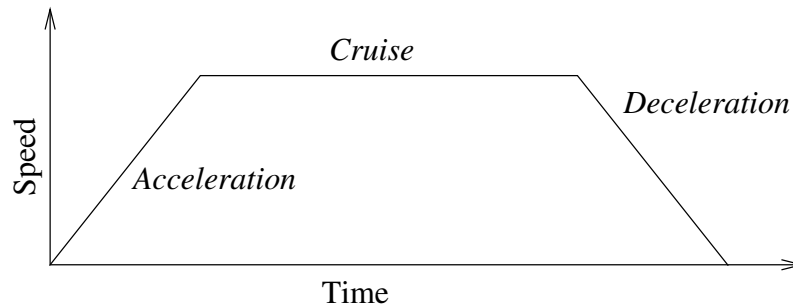 Cruise
Deceleration
Speed
Acceleration
Time